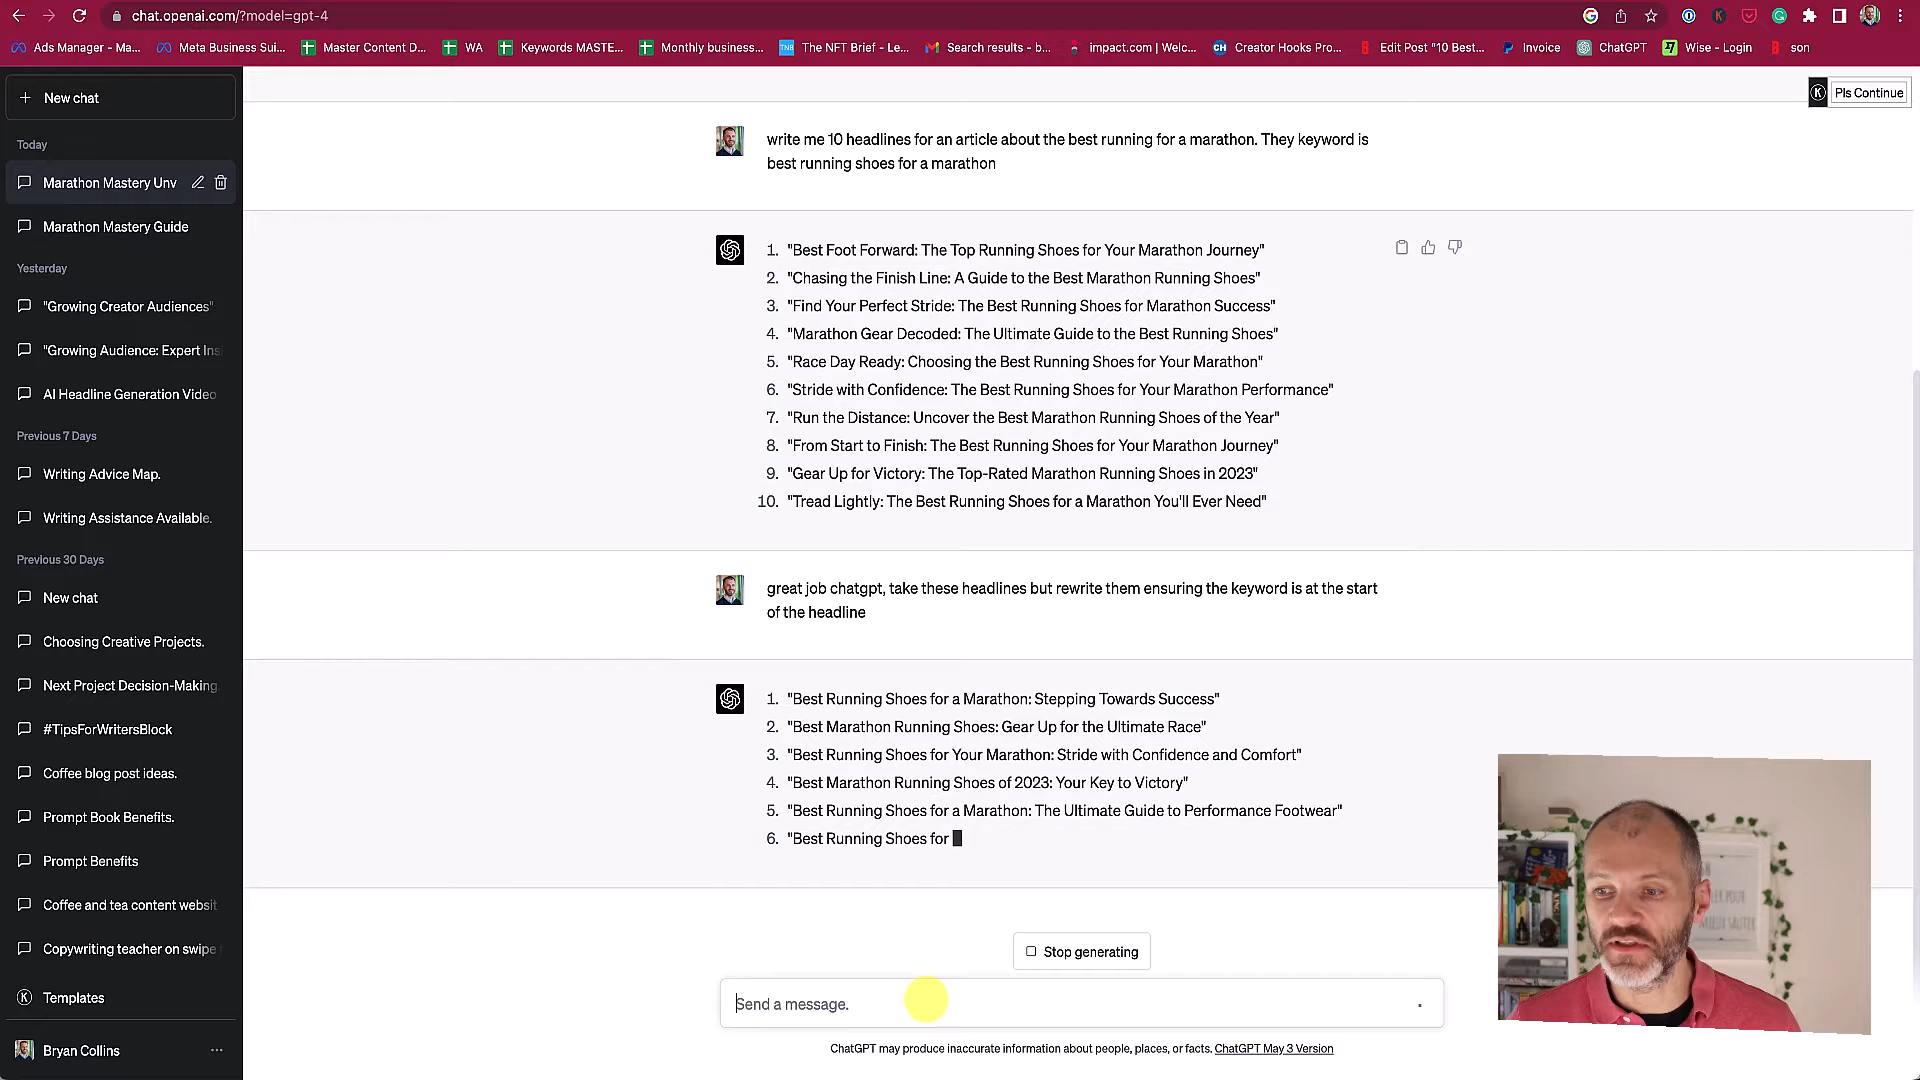 chat.openai.com/?model=gpt-4
Ads Manager - Ma...
Meta Business Sui...
Master Content D...
WA
Keywords MASTE...
Monthly business...
The NFT Brief - Le...
Search results - b...
impact.com | Welc...
Creator Hooks Pro...
Edit Post "10 Best...
Invoice
ChatGPT
Wise - Login
son
New chat
Today
Marathon Mastery Unv
Marathon Mastery Guide
Yesterday
"Growing Creator Audiences"
"Growing Audience: Expert Ins
AI Headline Generation Video
Previous 7 Days
Writing Advice Map.
Writing Assistance Available.
Previous 30 Days
New chat
Choosing Creative Projects.
Next Project Decision-Making
#TipsForWritersBlock
Coffee blog post ideas.
Prompt Book Benefits.
Prompt Benefits
Coffee and tea content websit
Copywriting teacher on swipe
Templates
Bryan Collins
Pls Continue
write me 10 headlines for an article about the best running for a marathon. They keyword is
best running shoes for a marathon
1. "Best Foot Forward: The Top Running Shoes for Your Marathon Journey"
2. "Chasing the Finish Line: A Guide to the Best Marathon Running Shoes"
3. "Find Your Perfect Stride: The Best Running Shoes for Marathon Success"
4. "Marathon Gear Decoded: The Ultimate Guide to the Best Running Shoes"
5. "Race Day Ready: Choosing the Best Running Shoes for Your Marathon"
6. "Stride with Confidence: The Best Running Shoes for Your Marathon Performance"
7. "Run the Distance: Uncover the Best Marathon Running Shoes of the Year"
8. "From Start to Finish: The Best Running Shoes for Your Marathon Journey"
9. "Gear Up for Victory: The Top-Rated Marathon Running Shoes in 2023"
10. "Tread Lightly: The Best Running Shoes for a Marathon You'll Ever Need"
great job chatgpt, take these headlines but rewrite them ensuring the keyword is at the start
of the headline
1. "Best Running Shoes for a Marathon: Stepping Towards Success"
2. "Best Marathon Running Shoes: Gear Up for the Ultimate Race"
3. "Best Running Shoes for Your Marathon: Stride with Confidence and Comfort"
4. "Best Marathon Running Shoes of 2023: Your Key to Victory"
5. "Best Running Shoes for a Marathon: The Ultimate Guide to Performance Footwear"
6. "Best Running Shoes for
Stop generating
Send a message.
ChatGPT may produce inaccurate information about people, places, or facts. ChatGPT May 3 Version